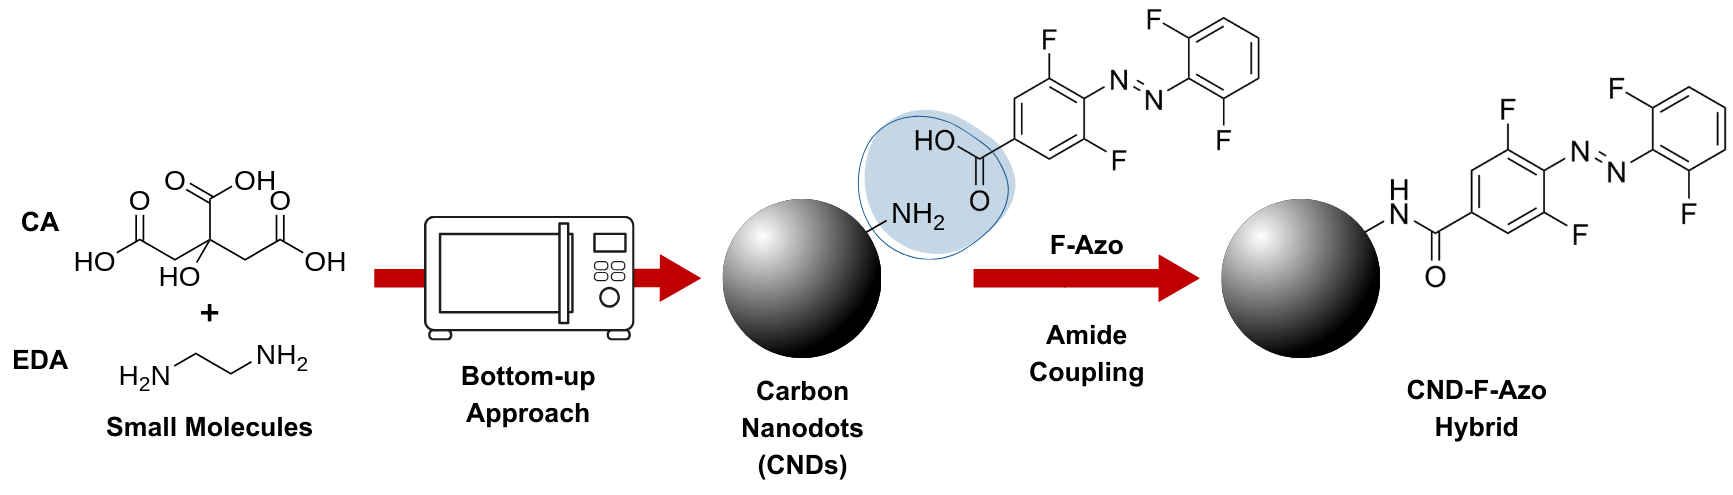 CA
O
OH
O
O
HO
HO
OH
+
EDA
H2N
NH2
Small Molecules
Bottom-up
Approach
HO
O
NH2
F
F
N
N
F
F
Carbon
Nanodots
(CNDs)
F-Azo
Amide
Coupling
H
N
O
F
F
N
N
F
F
CND-F-Azo
Hybrid